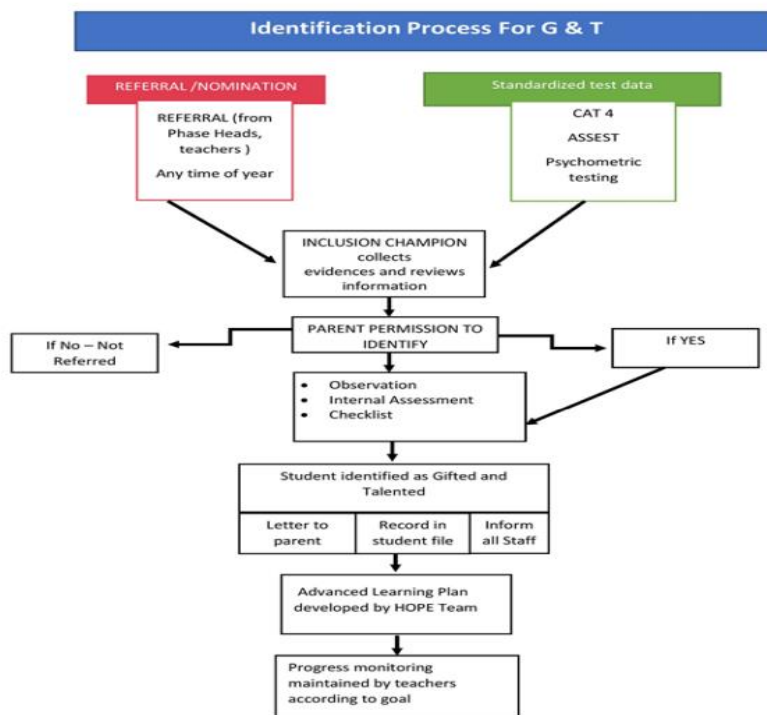 Identification Process For G & T
REFERRAL /NOMINATION
REFERRAL (from
Phase Heads,
teachers )
Any time of year
Standardized test data
CAT 4
ASSEST
Psychometric
testing
INCLUSION CHAMPION
collects
evidences and reviews
information
PARENT PERMISSION TO
IDENTIFY
If No – Not
Referred
If YES
• Observation
• Internal Assessment
• Checklist
Student identified as Gifted and
Talented
Letter to
parent
Record in
student file
Inform
all Staff
Advanced Learning Plan
developed by HOPE Team
Progress monitoring
maintained by teachers
according to goal